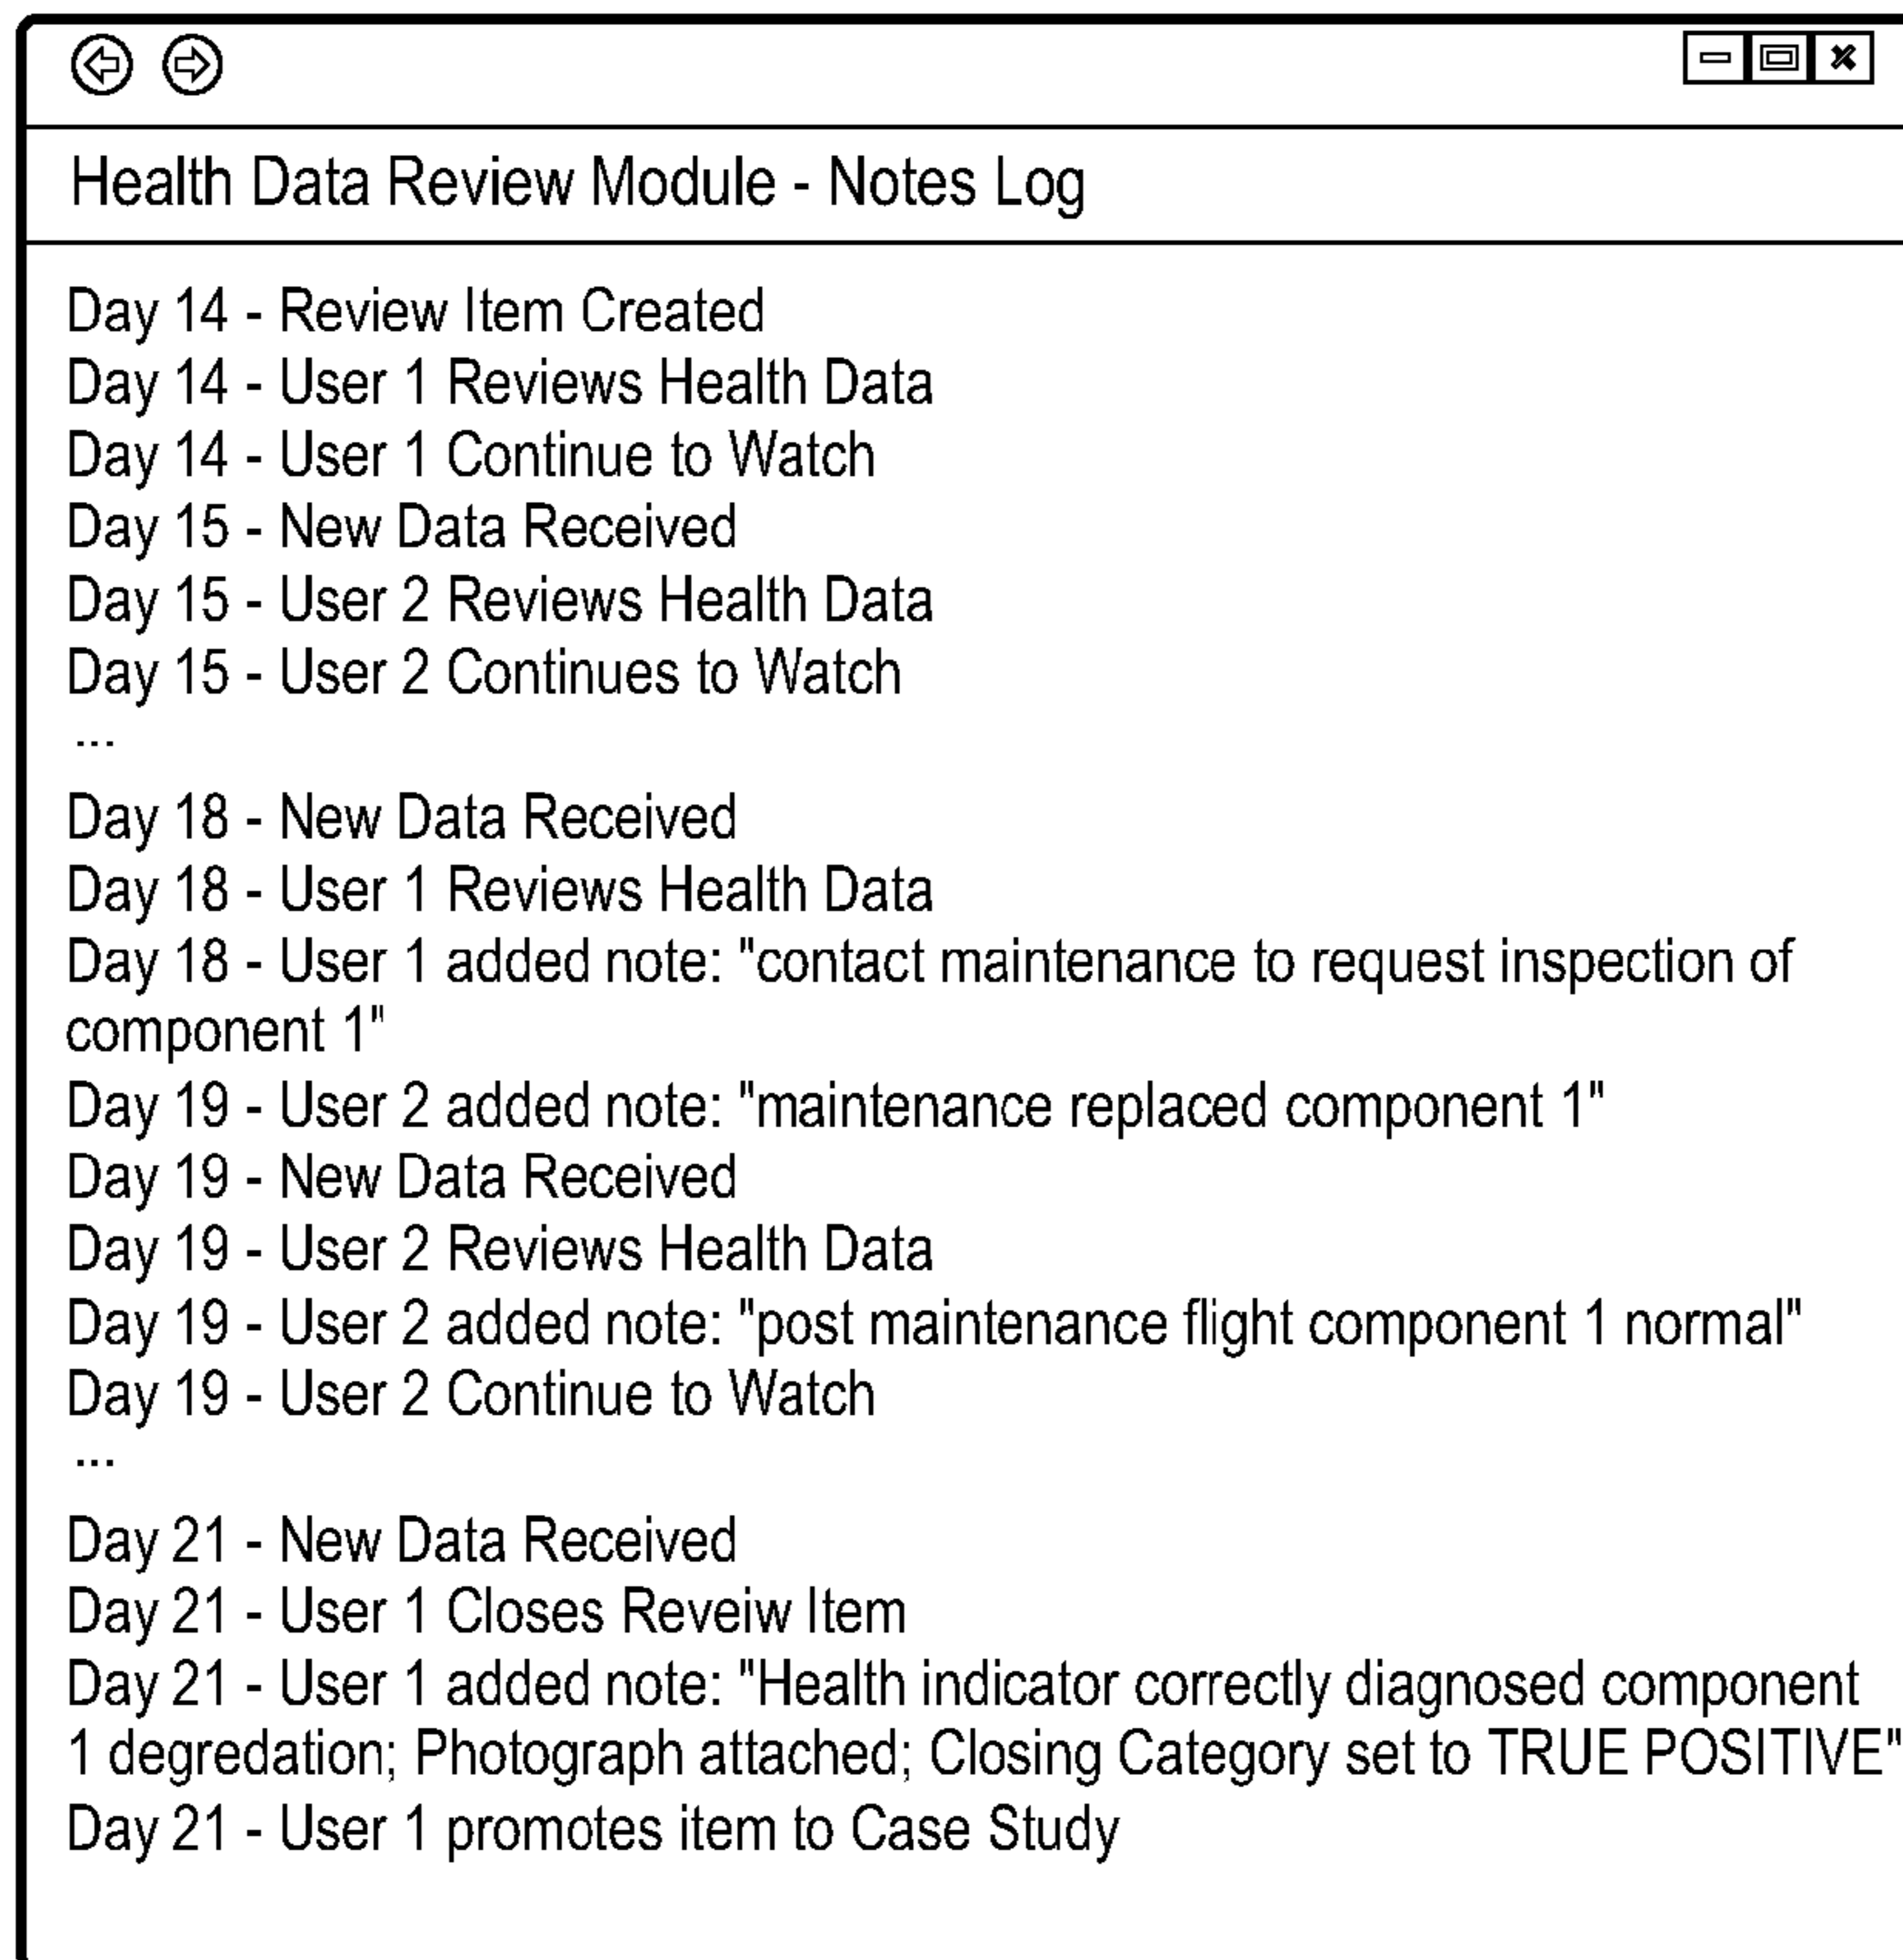 Health Data Review Module - Notes Log
Day 14 - Review Item Created
Day 14 - User 1 Reviews Health Data
Day 14 - User 1 Continue to Watch
Day 15 - New Data Received
Day 15 - User 2 Reviews Health Data
Day 15 - User 2 Continues to Watch
...
Day 18 - New Data Received
Day 18 - User 1 Reviews Health Data
Day 18 - User 1 added note: "contact maintenance to request inspection of
component 1"
Day 19 - User 2 added note: "maintenance replaced component 1"
Day 19 - New Data Received
Day 19 - User 2 Reviews Health Data
Day 19 - User 2 added note: "post maintenance flight component 1 normal"
Day 19 - User 2 Continue to Watch
...
Day 21 - New Data Received
Day 21 - User 1 Closes Reveiw Item
Day 21 - User 1 added note: "Health indicator correctly diagnosed component
1 degredation; Photograph attached; Closing Category set to TRUE POSITIVE"
Day 21 - User 1 promotes item to Case Study